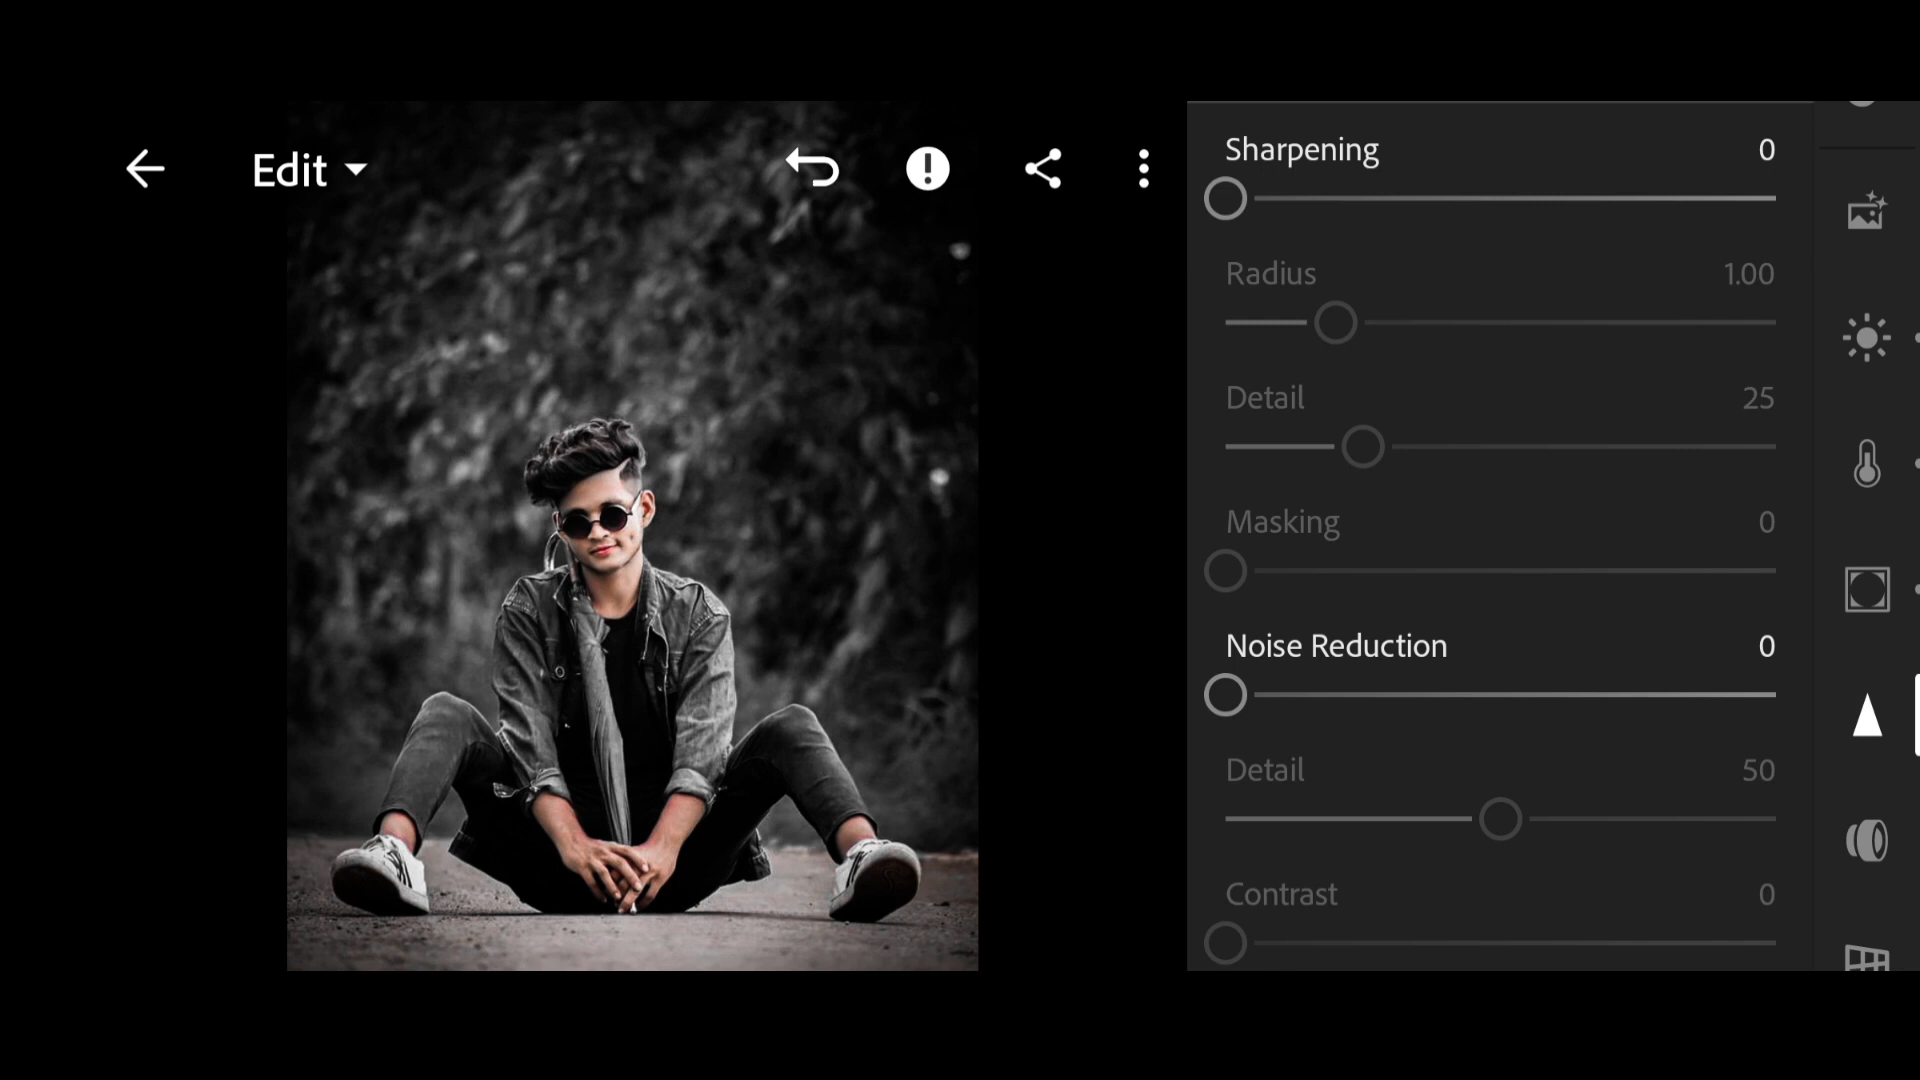 Edit
Sharpening 0
Radius 1.00
Detail 25
Masking 0
Noise Reduction 0
Detail 50
Contrast 0